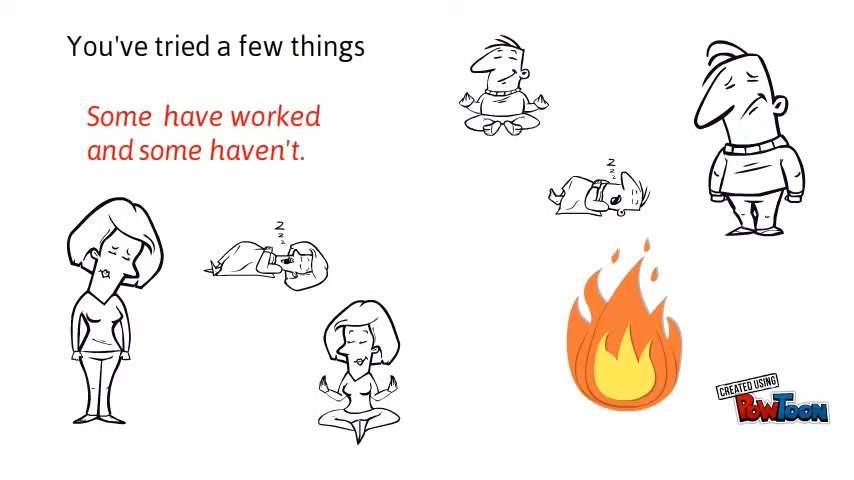 You've tried a few things
Some have worked
and some haven't.
z
z
z
z
z
z
CREATED USING
POWTOON